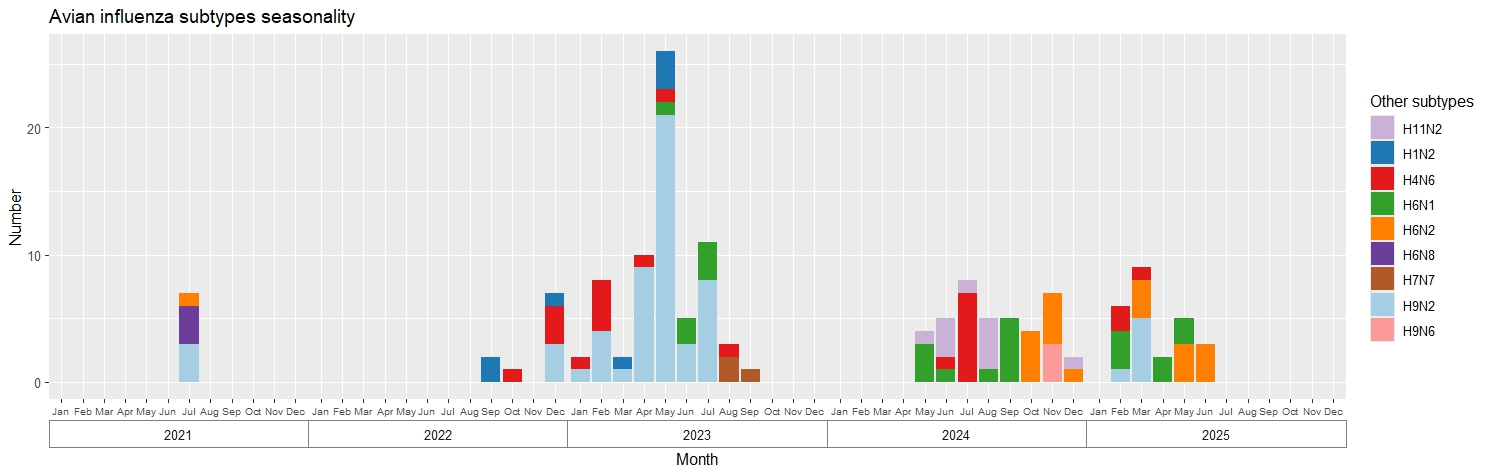 Avian influenza subtypes seasonality
Number
20
10
0
Jan Feb Mar Apr May Jun Jul Aug Sep Oct Nov Dec Jan Feb Mar Apr May Jun Jul Aug Sep Oct Nov Dec Jan Feb Mar Apr May Jun Jul Aug Sep Oct Nov Dec Jan Feb Mar Apr May Jun Jul Aug Sep Oct Nov Dec Jan Feb Mar Apr May Jun Jul Aug Sep Oct Nov Dec
2021 2022 2023 2024 2025
Month
Other subtypes
H11N2
H1N2
H4N6
H6N1
H6N2
H6N8
H7N7
H9N2
H9N6